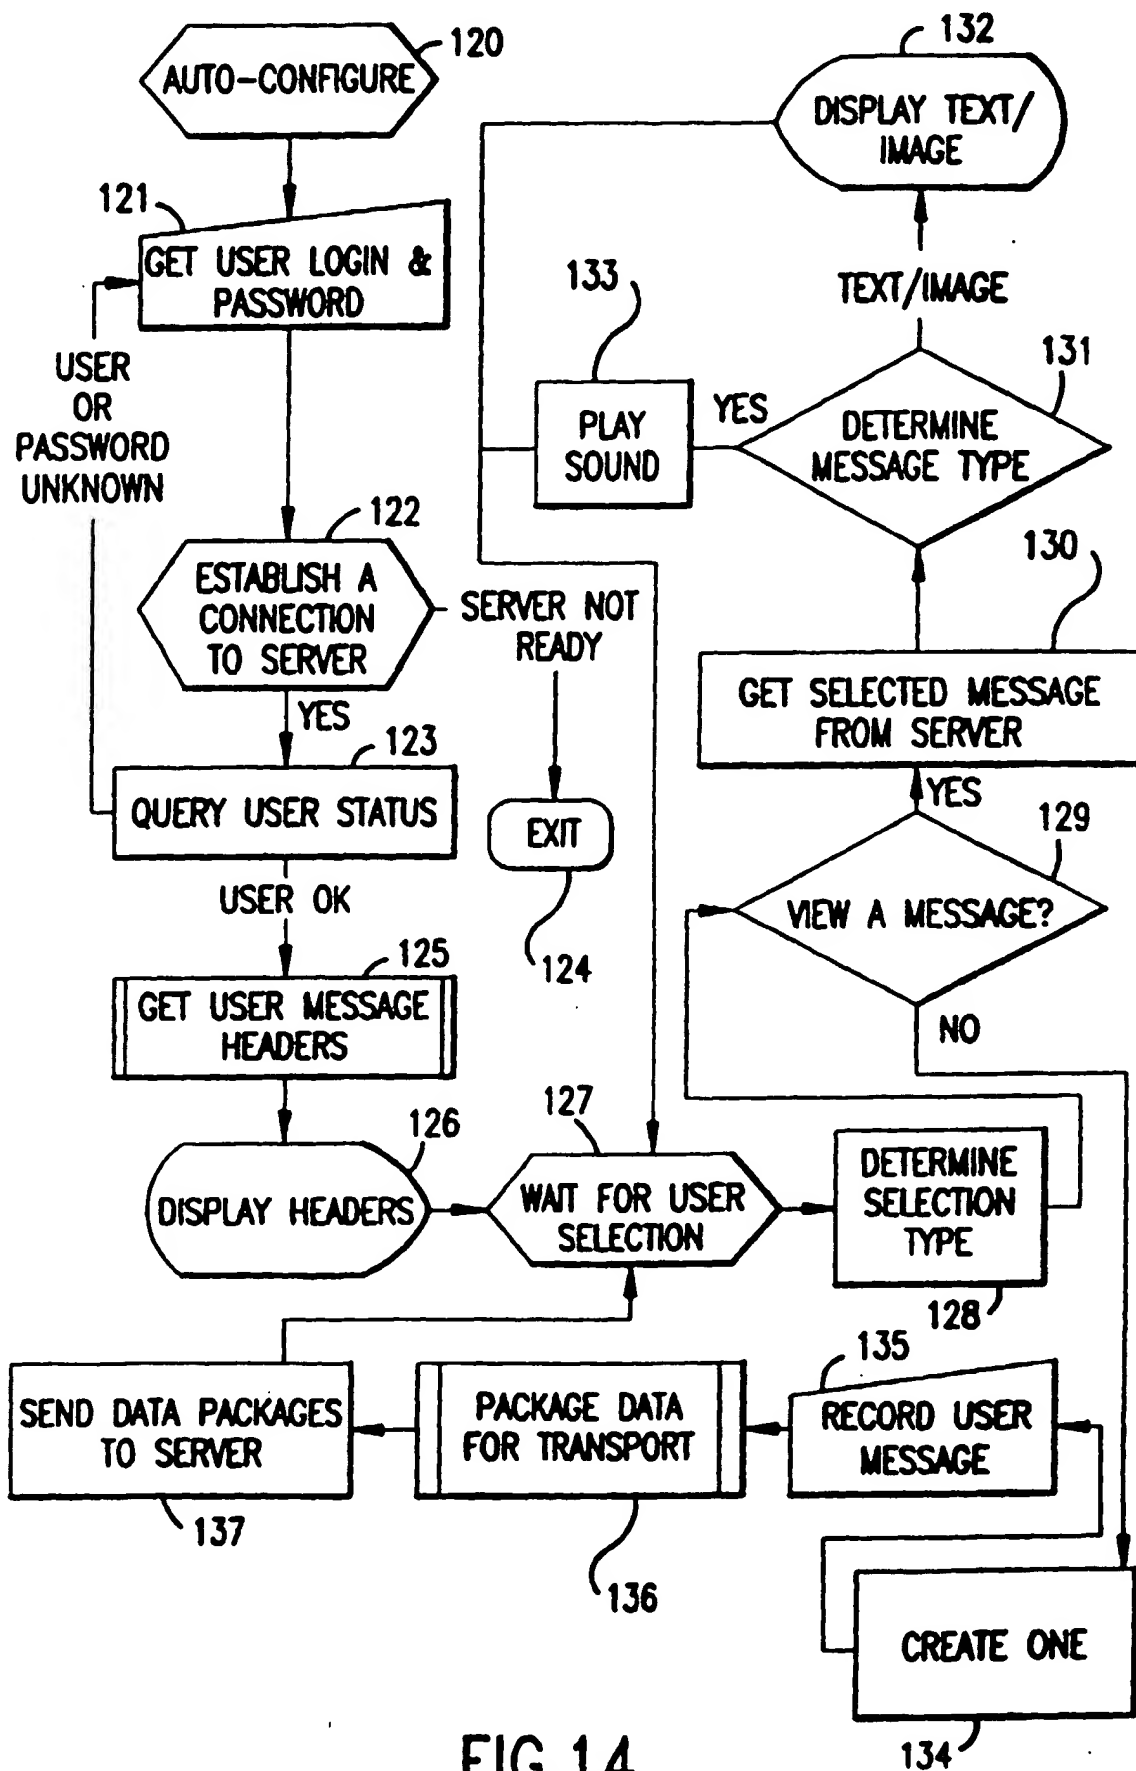 120
AUTO-CONFIGURE
121
GET USER LOGIN &
PASSWORD
USER
OR
PASSWORD
UNKNOWN
122
ESTABLISH A
CONNECTION
TO SERVER
SERVER NOT
READY
YES
123
QUERY USER STATUS
EXIT
124
USER OK
125
GET USER MESSAGE
HEADERS
126
DISPLAY HEADERS
127
WAIT FOR USER
SELECTION
DETERMINE
SELECTION
TYPE
128
VIEW A MESSAGE?
129
YES
NO
GET SELECTED MESSAGE
FROM SERVER
130
DETERMINE
MESSAGE TYPE
131
TEXT/IMAGE
DISPLAY TEXT/
IMAGE
132
YES
PLAY
SOUND
133
CREATE ONE
134
135
RECORD USER
MESSAGE
PACKAGE DATA
FOR TRANSPORT
136
SEND DATA PACKAGES
TO SERVER
137
FIG.14